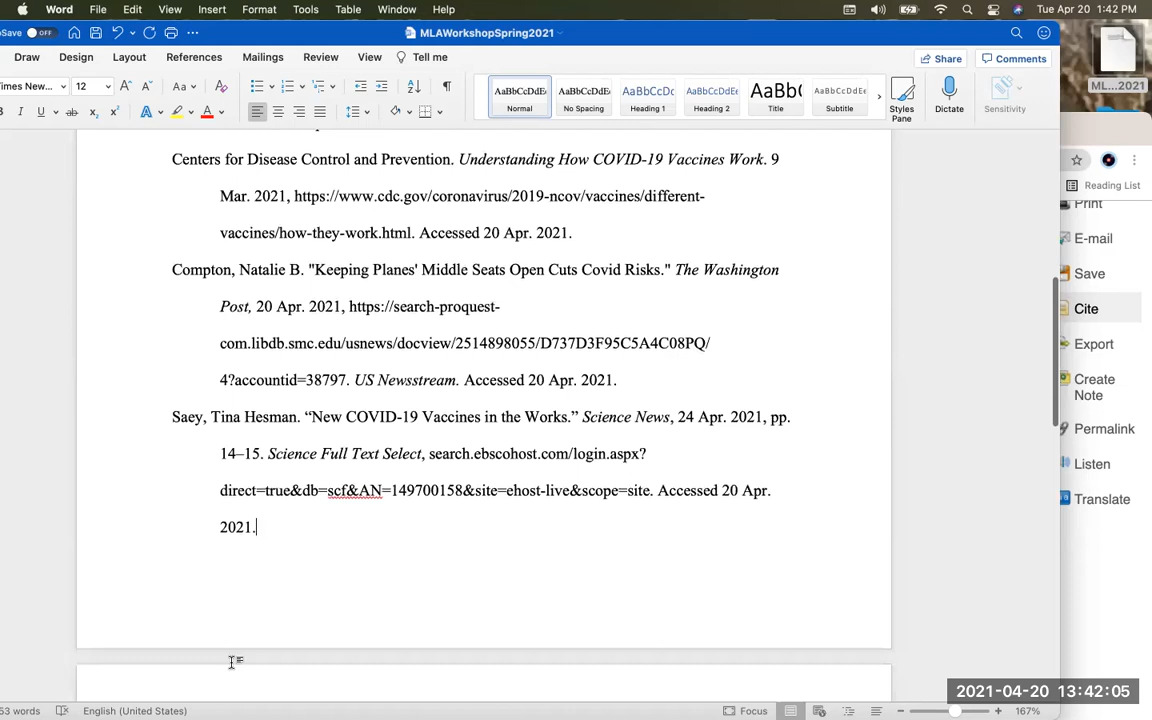 Word File Edit View Insert Format Tools Table Window Help Tue Apr 20 1:42 PM
Save OFF MLAWorkshopSpring2021
Draw Design Layout References Mailings Review View Tell me Share Comments
Times New... 12 Aa AaBbCcDdEe AaBbCcDdEe AaBbCcDc AaBbCcDdEe AaBb( AaBbCcDdEe
Normal No Spacing Heading 1 Heading 2 Title Subtitle Styles Pane Dictate Sensitivity
ML...2021
Reading List
Centers for Disease Control and Prevention. Understanding How COVID-19 Vaccines Work. 9
Mar. 2021, https://www.cdc.gov/coronavirus/2019-ncov/vaccines/different-
vaccines/how-they-work.html. Accessed 20 Apr. 2021.
Compton, Natalie B. "Keeping Planes' Middle Seats Open Cuts Covid Risks." The Washington
Post, 20 Apr. 2021, https://search-proquest-
com.libdb.smc.edu/usnews/docview/2514898055/D737D3F95C5A4C08PQ/
4?accountid=38797. US Newsstream. Accessed 20 Apr. 2021.
Saey, Tina Hesman. “New COVID-19 Vaccines in the Works.” Science News, 24 Apr. 2021, pp.
14–15. Science Full Text Select, search.ebscohost.com/login.aspx?
direct=true&db=scf&AN=149700158&site=ehost-live&scope=site. Accessed 20 Apr.
2021.
Print
E-mail
Save
Cite
Export
Create
Note
Permalink
Listen
Translate
2021-04-20 13:42:05
53 words English (United States) Focus 167%